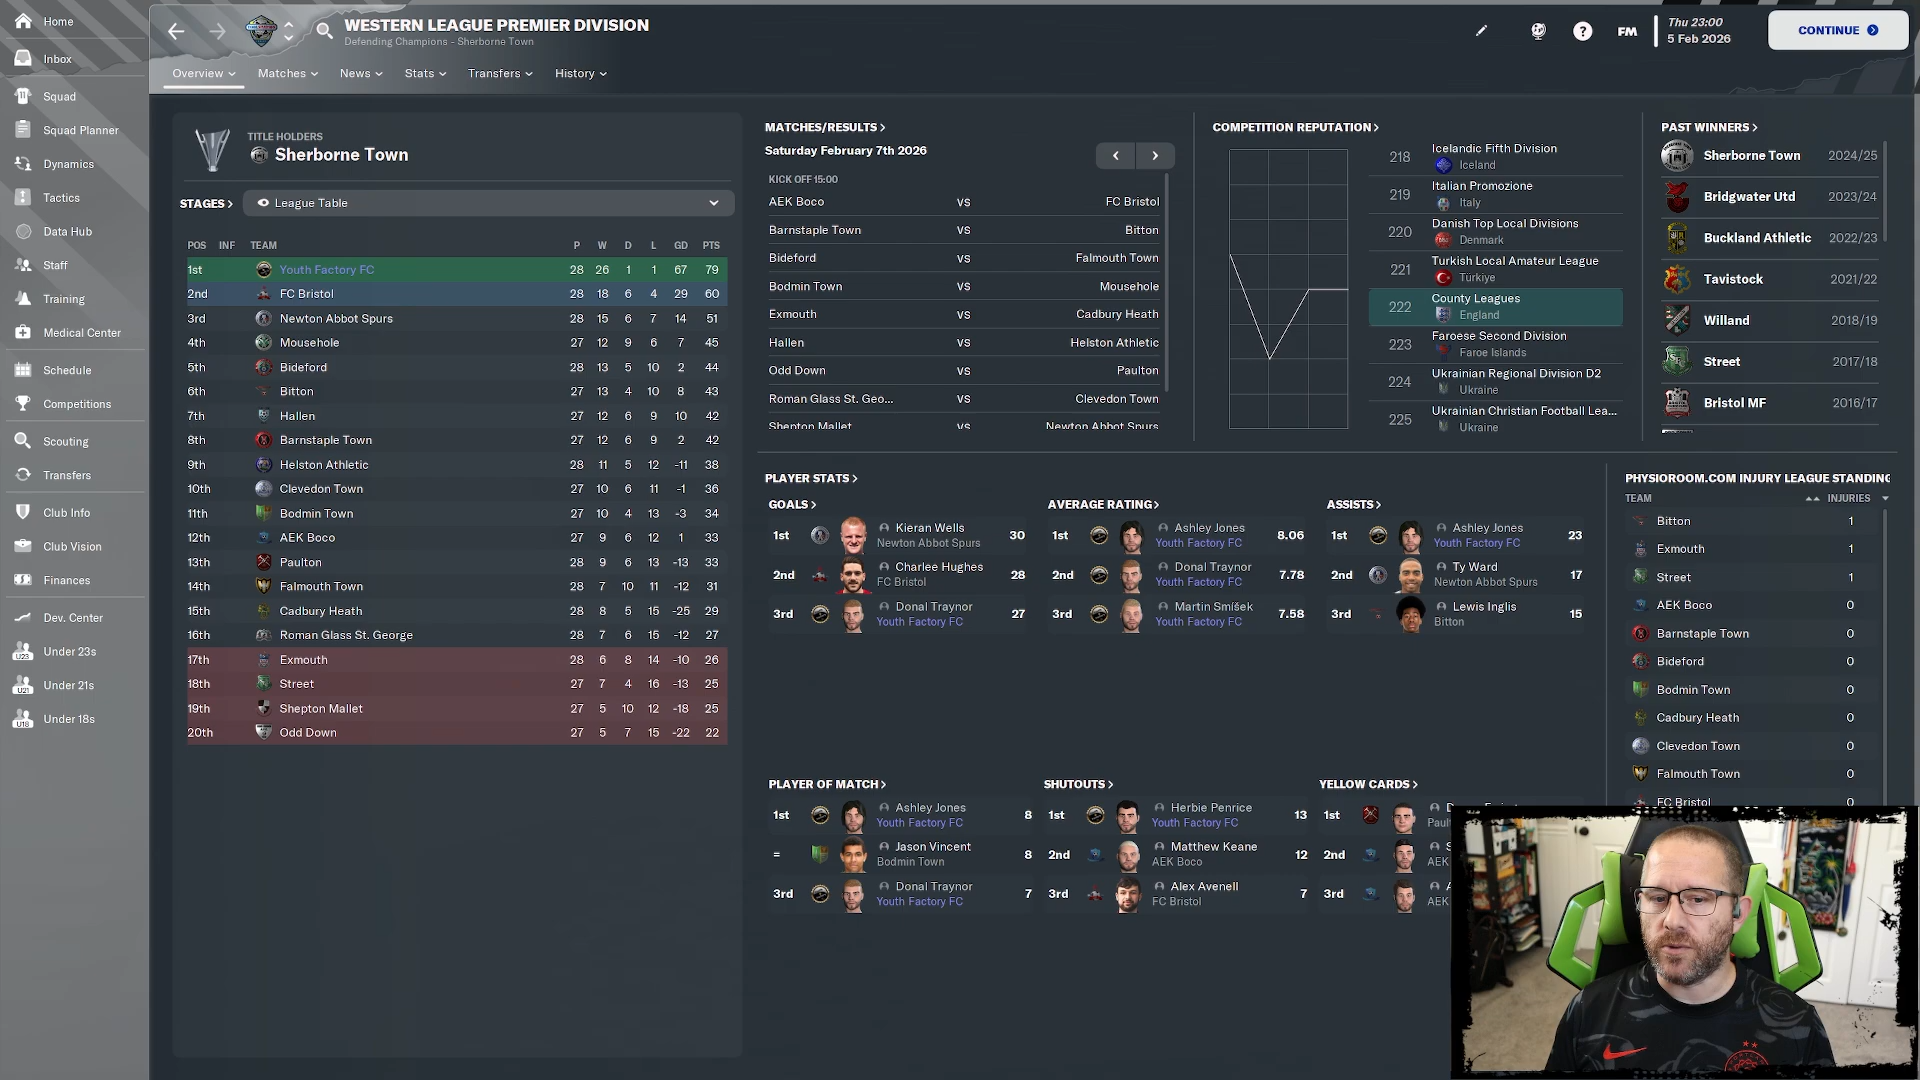 Home
Inbox
Squad
Squad Planner
Dynamics
Tactics
Data Hub
Staff
Training
Medical Center
Schedule
Competitions
Scouting
Transfers
Club Info
Club Vision
Finances
Dev. Center
Under 23s
Under 21s
Under 18s
WESTERN LEAGUE PREMIER DIVISION
Defending Champions - Sherborne Town
Thu 23:00
5 Feb 2026
FM
CONTINUE
Overview Matches News Stats Transfers History
TITLE HOLDERS
Sherborne Town
STAGES > League Table
POS INF TEAM P W D L GD PTS
1st Youth Factory FC 28 26 1 1 67 79
2nd FC Bristol 28 18 6 4 29 60
3rd Newton Abbot Spurs 28 15 6 7 14 51
4th Mousehole 27 12 9 6 7 45
5th Bideford 28 13 5 10 2 44
6th Bitton 27 13 4 10 8 43
7th Hallen 27 12 6 9 10 42
8th Barnstaple Town 27 12 6 9 2 42
9th Helston Athletic 28 11 5 12 -11 38
10th Clevedon Town 27 10 6 11 -1 36
11th Bodmin Town 27 10 4 13 -3 34
12th AEK Boco 27 9 6 12 1 33
13th Paulton 28 9 6 13 -13 33
14th Falmouth Town 28 7 10 11 -12 31
15th Cadbury Heath 28 8 5 15 -25 29
16th Roman Glass St. George 28 7 6 15 -12 27
17th Exmouth 28 6 8 14 -10 26
18th Street 27 7 4 16 -13 25
19th Shepton Mallet 27 5 10 12 -18 25
20th Odd Down 27 5 7 15 -22 22
MATCHES/RESULTS >
Saturday February 7th 2026
KICK OFF 15:00
AEK Boco VS FC Bristol
Barnstaple Town VS Bitton
Bideford VS Falmouth Town
Bodmin Town VS Mousehole
Exmouth VS Cadbury Heath
Hallen VS Helston Athletic
Odd Down VS Paulton
Roman Glass St. Geo... VS Clevedon Town
Shepton Mallet VS Newton Abbot Spurs
COMPETITION REPUTATION >
218 Icelandic Fifth Division
Iceland
219 Italian Promozione
Italy
220 Danish Top Local Divisions
Denmark
221 Turkish Local Amateur League
Türkiye
222 County Leagues
England
223 Faroese Second Division
Faroe Islands
224 Ukrainian Regional Division D2
Ukraine
225 Ukrainian Christian Football Lea...
Ukraine
PAST WINNERS >
Sherborne Town 2024/25
Bridgwater Utd 2023/24
Buckland Athletic 2022/23
Tavistock 2021/22
Willand 2018/19
Street 2017/18
Bristol MF 2016/17
PLAYER STATS >
GOALS >
1st Kieran Wells 30
Newton Abbot Spurs
2nd Charlee Hughes 28
FC Bristol
3rd Donal Traynor 27
Youth Factory FC
AVERAGE RATING >
1st Ashley Jones 8.06
Youth Factory FC
2nd Donal Traynor 7.78
Youth Factory FC
3rd Martin Smíšek 7.58
Youth Factory FC
ASSISTS >
1st Ashley Jones 23
Youth Factory FC
2nd Ty Ward 17
Newton Abbot Spurs
3rd Lewis Inglis 15
Bitton
PLAYER OF MATCH >
1st Ashley Jones 8
Youth Factory FC
= Jason Vincent 8
Bodmin Town
3rd Donal Traynor 7
Youth Factory FC
SHUTOUTS >
1st Herbie Penrice 13
Youth Factory FC
2nd Matthew Keane 12
AEK Boco
3rd Alex Avenell 7
FC Bristol
YELLOW CARDS >
1st
2nd
AEK
3rd
AEK
PHYSIOROOM.COM INJURY LEAGUE STANDING
TEAM INJURIES
Bitton 1
Exmouth 1
Street 1
AEK Boco 0
Barnstaple Town 0
Bideford 0
Bodmin Town 0
Cadbury Heath 0
Clevedon Town 0
Falmouth Town 0
FC Bristol 0